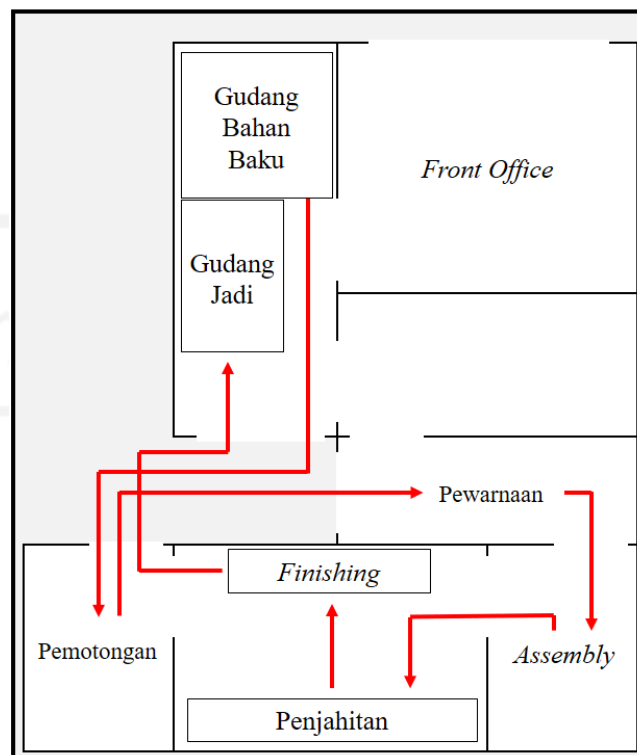 Gudang
Bahan
Baku
Front Office
Gudang
Jadi
Pewarnaan
Finishing
Pemotongan
Assembly
Penjahitan